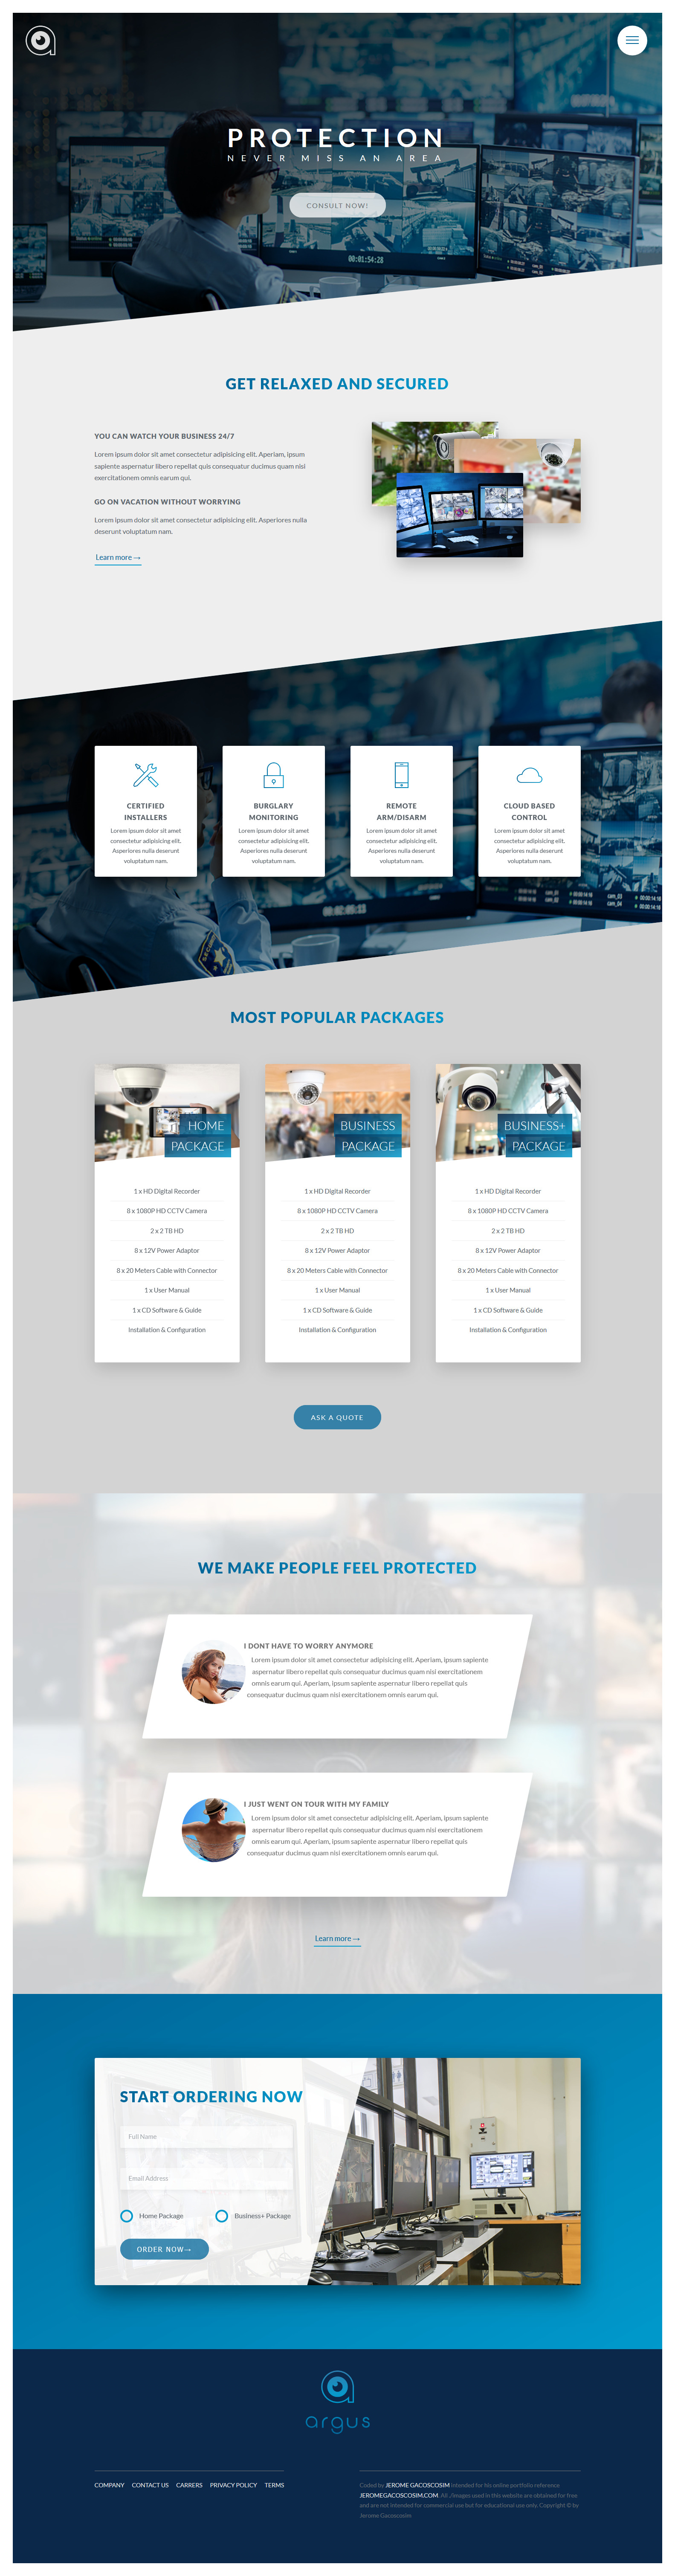 PROTECTION
NEVER MISS AN AREA
CONSULT NOW!
00:01:54:28
GET RELAXED AND SECURED
YOU CAN WATCH YOUR BUSINESS 24/7
Lorem ipsum dolor sit amet consectetur adipisicing elit. Aperiam, ipsum
sapiente aspernatur libero repellat quis consequatur ducimus quam nisi
exercitationem omnis earum qui.
GO ON VACATION WITHOUT WORRYING
Lorem ipsum dolor sit amet consectetur adipisicing elit. Asperiores nulla
deserunt voluptatum nam.
Learn more →
CERTIFIED
INSTALLERS
Lorem ipsum dolor sit amet
consectetur adipisicing elit.
Asperiores nulla deserunt
voluptatum nam.
BURGLARY
MONITORING
Lorem ipsum dolor sit amet
consectetur adipisicing elit.
Asperiores nulla deserunt
voluptatum nam.
REMOTE
ARM/DISARM
Lorem ipsum dolor sit amet
consectetur adipisicing elit.
Asperiores nulla deserunt
voluptatum nam.
CLOUD BASED
CONTROL
Lorem ipsum dolor sit amet
consectetur adipisicing elit.
Asperiores nulla deserunt
voluptatum nam.
MOST POPULAR PACKAGES
HOME
PACKAGE
1 x HD Digital Recorder
8 x 1080P HD CCTV Camera
2 x 2 TB HD
8 x 12V Power Adaptor
8 x 20 Meters Cable with Connector
1 x User Manual
1 x CD Software & Guide
Installation & Configuration
BUSINESS
PACKAGE
1 x HD Digital Recorder
8 x 1080P HD CCTV Camera
2 x 2 TB HD
8 x 12V Power Adaptor
8 x 20 Meters Cable with Connector
1 x User Manual
1 x CD Software & Guide
Installation & Configuration
BUSINESS+
PACKAGE
1 x HD Digital Recorder
8 x 1080P HD CCTV Camera
2 x 2 TB HD
8 x 12V Power Adaptor
8 x 20 Meters Cable with Connector
1 x User Manual
1 x CD Software & Guide
Installation & Configuration
ASK A QUOTE
WE MAKE PEOPLE FEEL PROTECTED
I DONT HAVE TO WORRY ANYMORE
Lorem ipsum dolor sit amet consectetur adipisicing elit. Aperiam, ipsum sapiente
aspernatur libero repellat quis consequatur ducimus quam nisi exercitationem
omnis earum qui. Aperiam, ipsum sapiente aspernatur libero repellat quis
consequatur ducimus quam nisi exercitationem omnis earum qui.
I JUST WENT ON TOUR WITH MY FAMILY
Lorem ipsum dolor sit amet consectetur adipisicing elit. Aperiam, ipsum sapiente
aspernatur libero repellat quis consequatur ducimus quam nisi exercitationem
omnis earum qui. Aperiam, ipsum sapiente aspernatur libero repellat quis
consequatur ducimus quam nisi exercitationem omnis earum qui.
Learn more →
START ORDERING NOW
Full Name
Email Address
Home Package
Business+ Package
ORDER NOW→
argus
COMPANY CONTACT US CARREERS PRIVACY POLICY TERMS
Coded by JEROME GACOSCOSIM intended for his online portfolio reference
JEROMEGACOSCOSIM.COM. All ./Images used in this website are obtained for free
and are not intended for commercial use but for educational use only. Copyright © by
Jerome Gacoscosim.